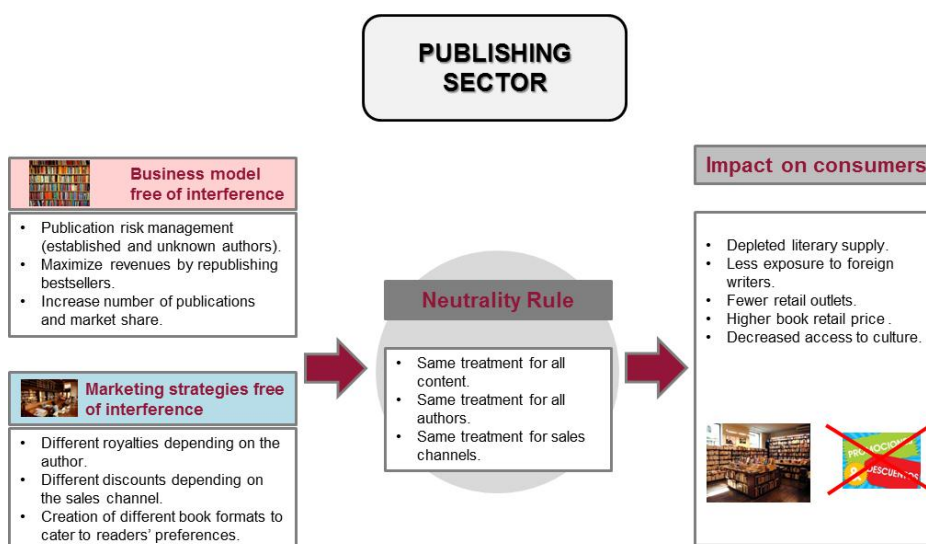 PUBLISHING
SECTOR
Business model
free of interference
• Publication risk management
(established and unknown authors).
• Maximize revenues by republishing
bestsellers.
• Increase number of publications
and market share.
Marketing strategies free
of interference
• Different royalties depending on the
author.
• Different discounts depending on
the sales channel.
• Creation of different book formats to
cater to readers' preferences.
Neutrality Rule
• Same treatment for all
content.
• Same treatment for all
authors.
• Same treatment for sales
channels.
Impact on consumers
• Depleted literary supply.
• Less exposure to foreign
writers.
• Fewer retail outlets.
• Higher book retail price .
• Decreased access to culture.
&
DESCUENTOS